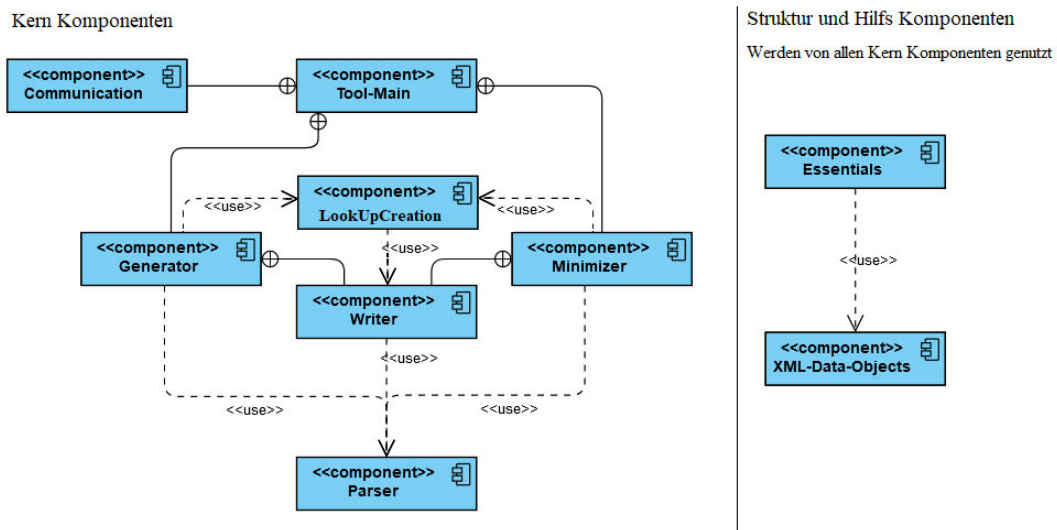 Kern Komponenten
Struktur und Hilfs Komponenten
Werden von allen Kern Komponenten genutzt
<<component>>
Communication
<<component>>
Tool-Main
<<component>>
Essentials
<<component>>
LookUpCreation
<<use>>
<<use>>
<<component>>
Generator
<<use>>
<<component>>
Minimizer
<<use>>
<<component>>
Writer
<<component>>
XML-Data-Objects
<<use>>
<<use>>
<<use>>
<<component>>
Parser